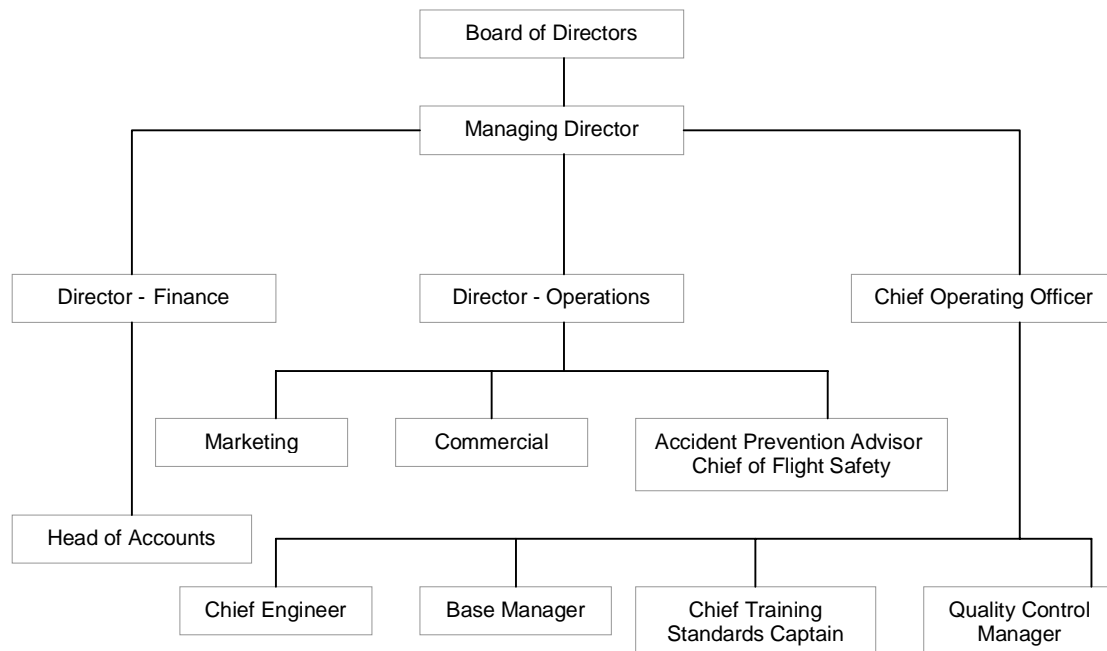 Board of Directors
Managing Director
Director - Finance
Director - Operations
Chief Operating Officer
Marketing
Commercial
Accident Prevention Advisor
Chief of Flight Safety
Head of Accounts
Chief Engineer
Base Manager
Chief Training
Standards Captain
Quality Control
Manager